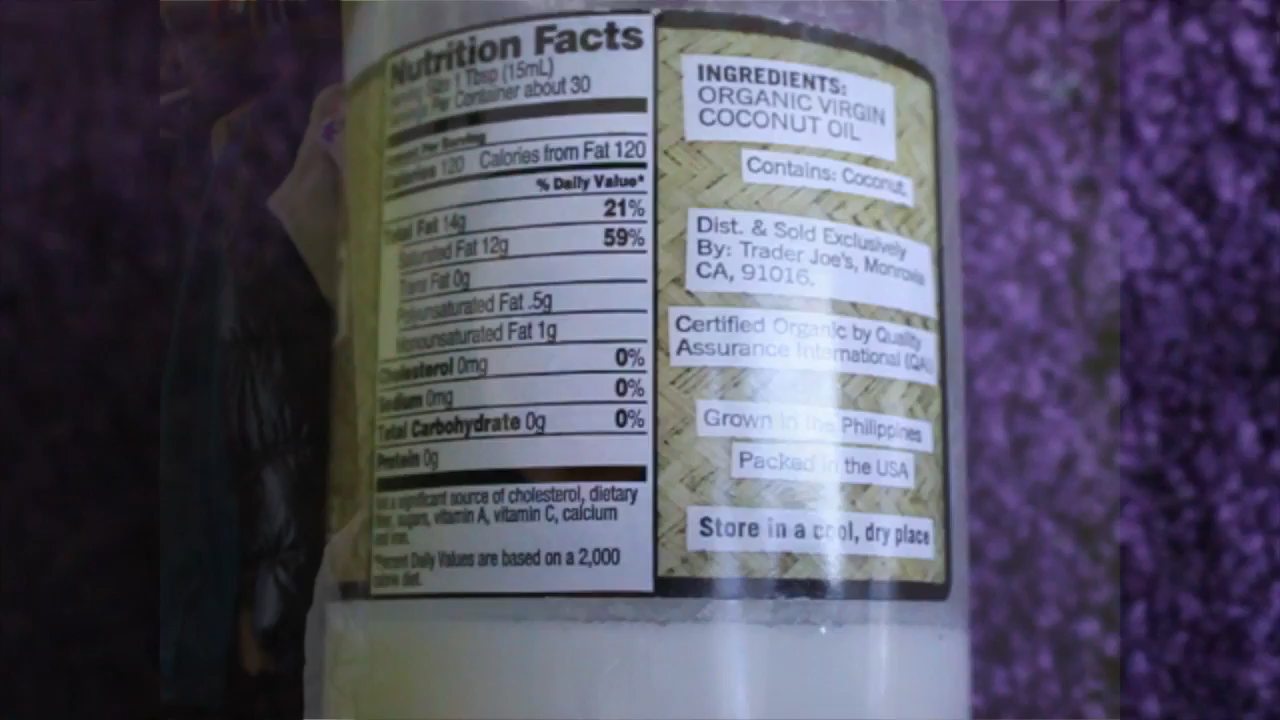 Nutrition Facts
Serving Size 1 Tbsp (15mL)
Servings Per Container about 30
Amount Per Serving
Calories 120 Calories from Fat 120
% Daily Value*
Total Fat 14g 21%
Saturated Fat 12g 59%
Trans Fat 0g
Polyunsaturated Fat .5g
Monounsaturated Fat 1g
Cholesterol 0mg 0%
Sodium 0mg 0%
Total Carbohydrate 0g 0%
Protein 0g
Not a significant source of cholesterol, dietary
fiber, sugars, vitamin A, vitamin C, calcium
and iron.
*Percent Daily Values are based on a 2,000
calorie diet.
INGREDIENTS:
ORGANIC VIRGIN
COCONUT OIL
Contains: Coconut.
Dist. & Sold Exclusively
By: Trader Joe's, Monrovia
CA, 91016.
Certified Organic by Quality
Assurance International (QAI)
Grown in the Philippines
Packed in the USA
Store in a cool, dry place